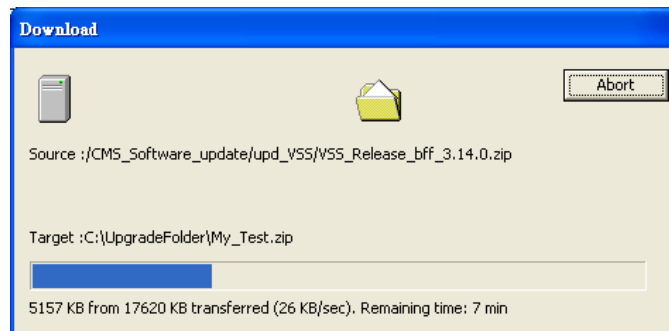 Download
Abort
Source :/CMS_Software_update/upd_VSS/VSS_Release_bff_3.14.0.zip
Target :C:\UpgradeFolder\My_Test.zip
5157 KB from 17620 KB transferred (26 KB/sec). Remaining time: 7 min